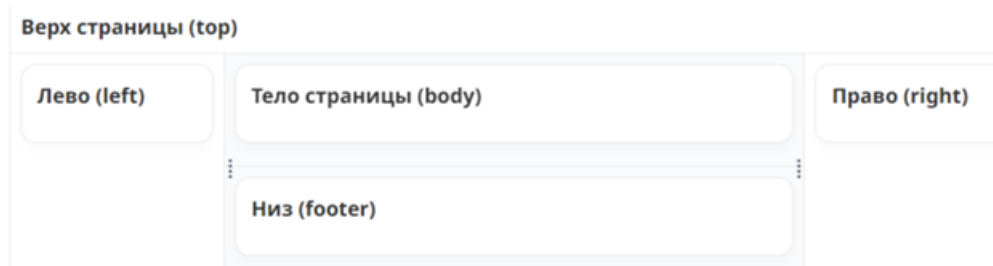 Верх страницы (top)
Лево (left)
Тело страницы (body)
Право (right)
Низ (footer)